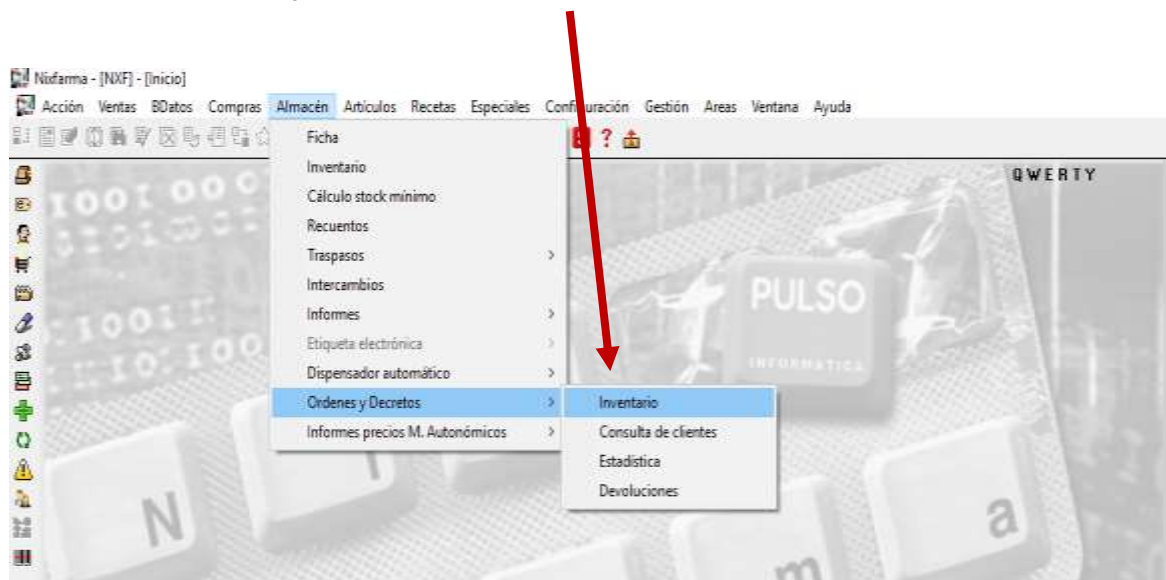 Nixfarma - [NXF] - [Inicio]
Acción Ventas BDatos Compras Almacén Artículos Recetas Especiales Configuración Gestión Areas Ventana Ayuda
Ficha
Inventario
Cálculo stock mínimo
Recuentos
Traspasos
Intercambios
Informes
Etiqueta electrónica
Dispensador automático
Ordenes y Decretos
Informes precios M. Autonómicos
Inventario
Consulta de clientes
Estadística
Devoluciones
QWERTY
PULSO
INFORMATICA
N
m
a